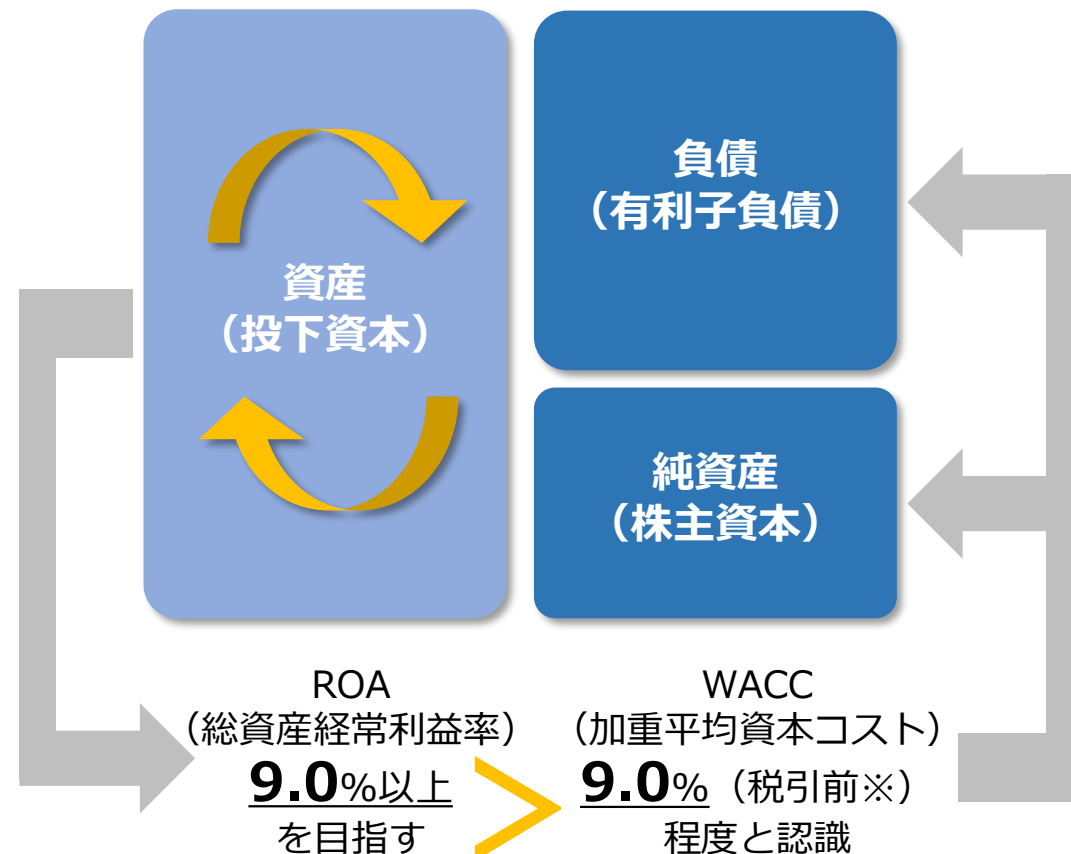 資産
（投下資本）
負債
（有利子負債）
純資産
（株主資本）
ROA
（総資産経常利益率）
9.0%以上
を目指す
WACC
（加重平均資本コスト）
9.0%（税引前※）
程度と認識